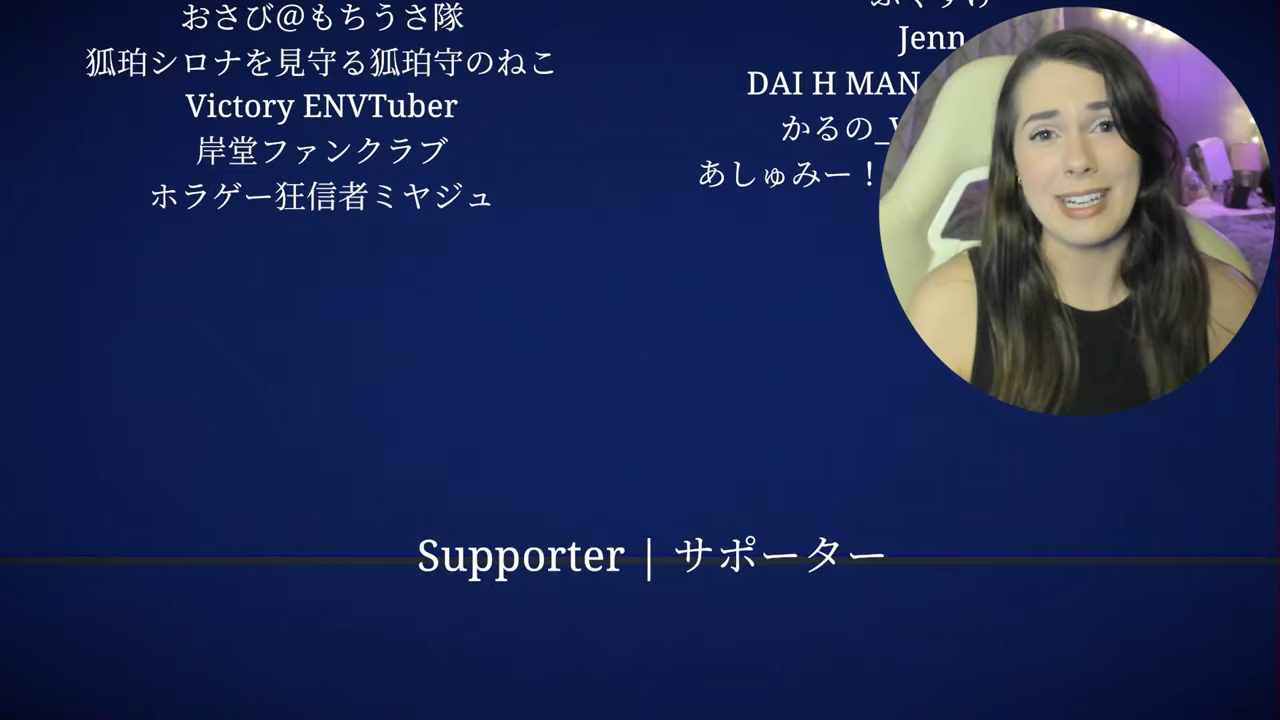 おさび@もちうさ隊
狐珀シロナを見守る狐珀守のねこ
Victory ENVTuber
岸堂ファンクラブ
ホラゲー狂信者ミヤジュ
Jenn
DAI H MAN
かるの_
あしゅみー！
Supporter | サポーター